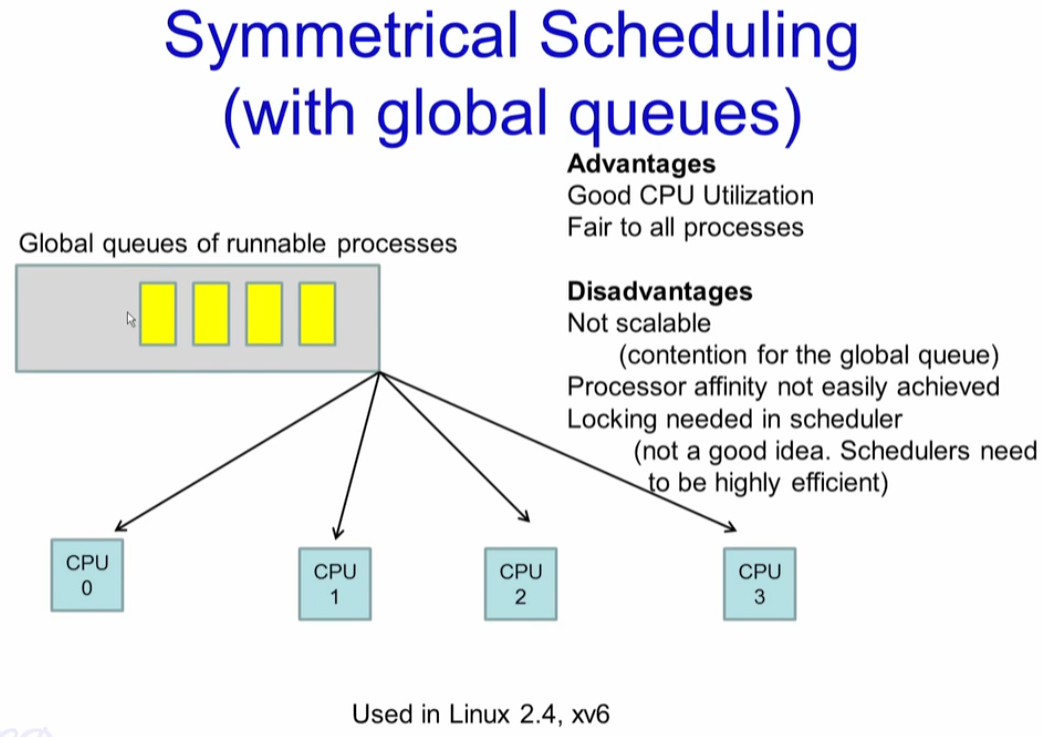 Symmetrical Scheduling
(with global queues)
Advantages
Good CPU Utilization
Fair to all processes
Global queues of runnable processes
Disadvantages
Not scalable
(contention for the global queue)
Processor affinity not easily achieved
Locking needed in scheduler
(not a good idea. Schedulers need
to be highly efficient)
CPU
0
CPU
1
CPU
2
CPU
3
Used in Linux 2.4, xv6